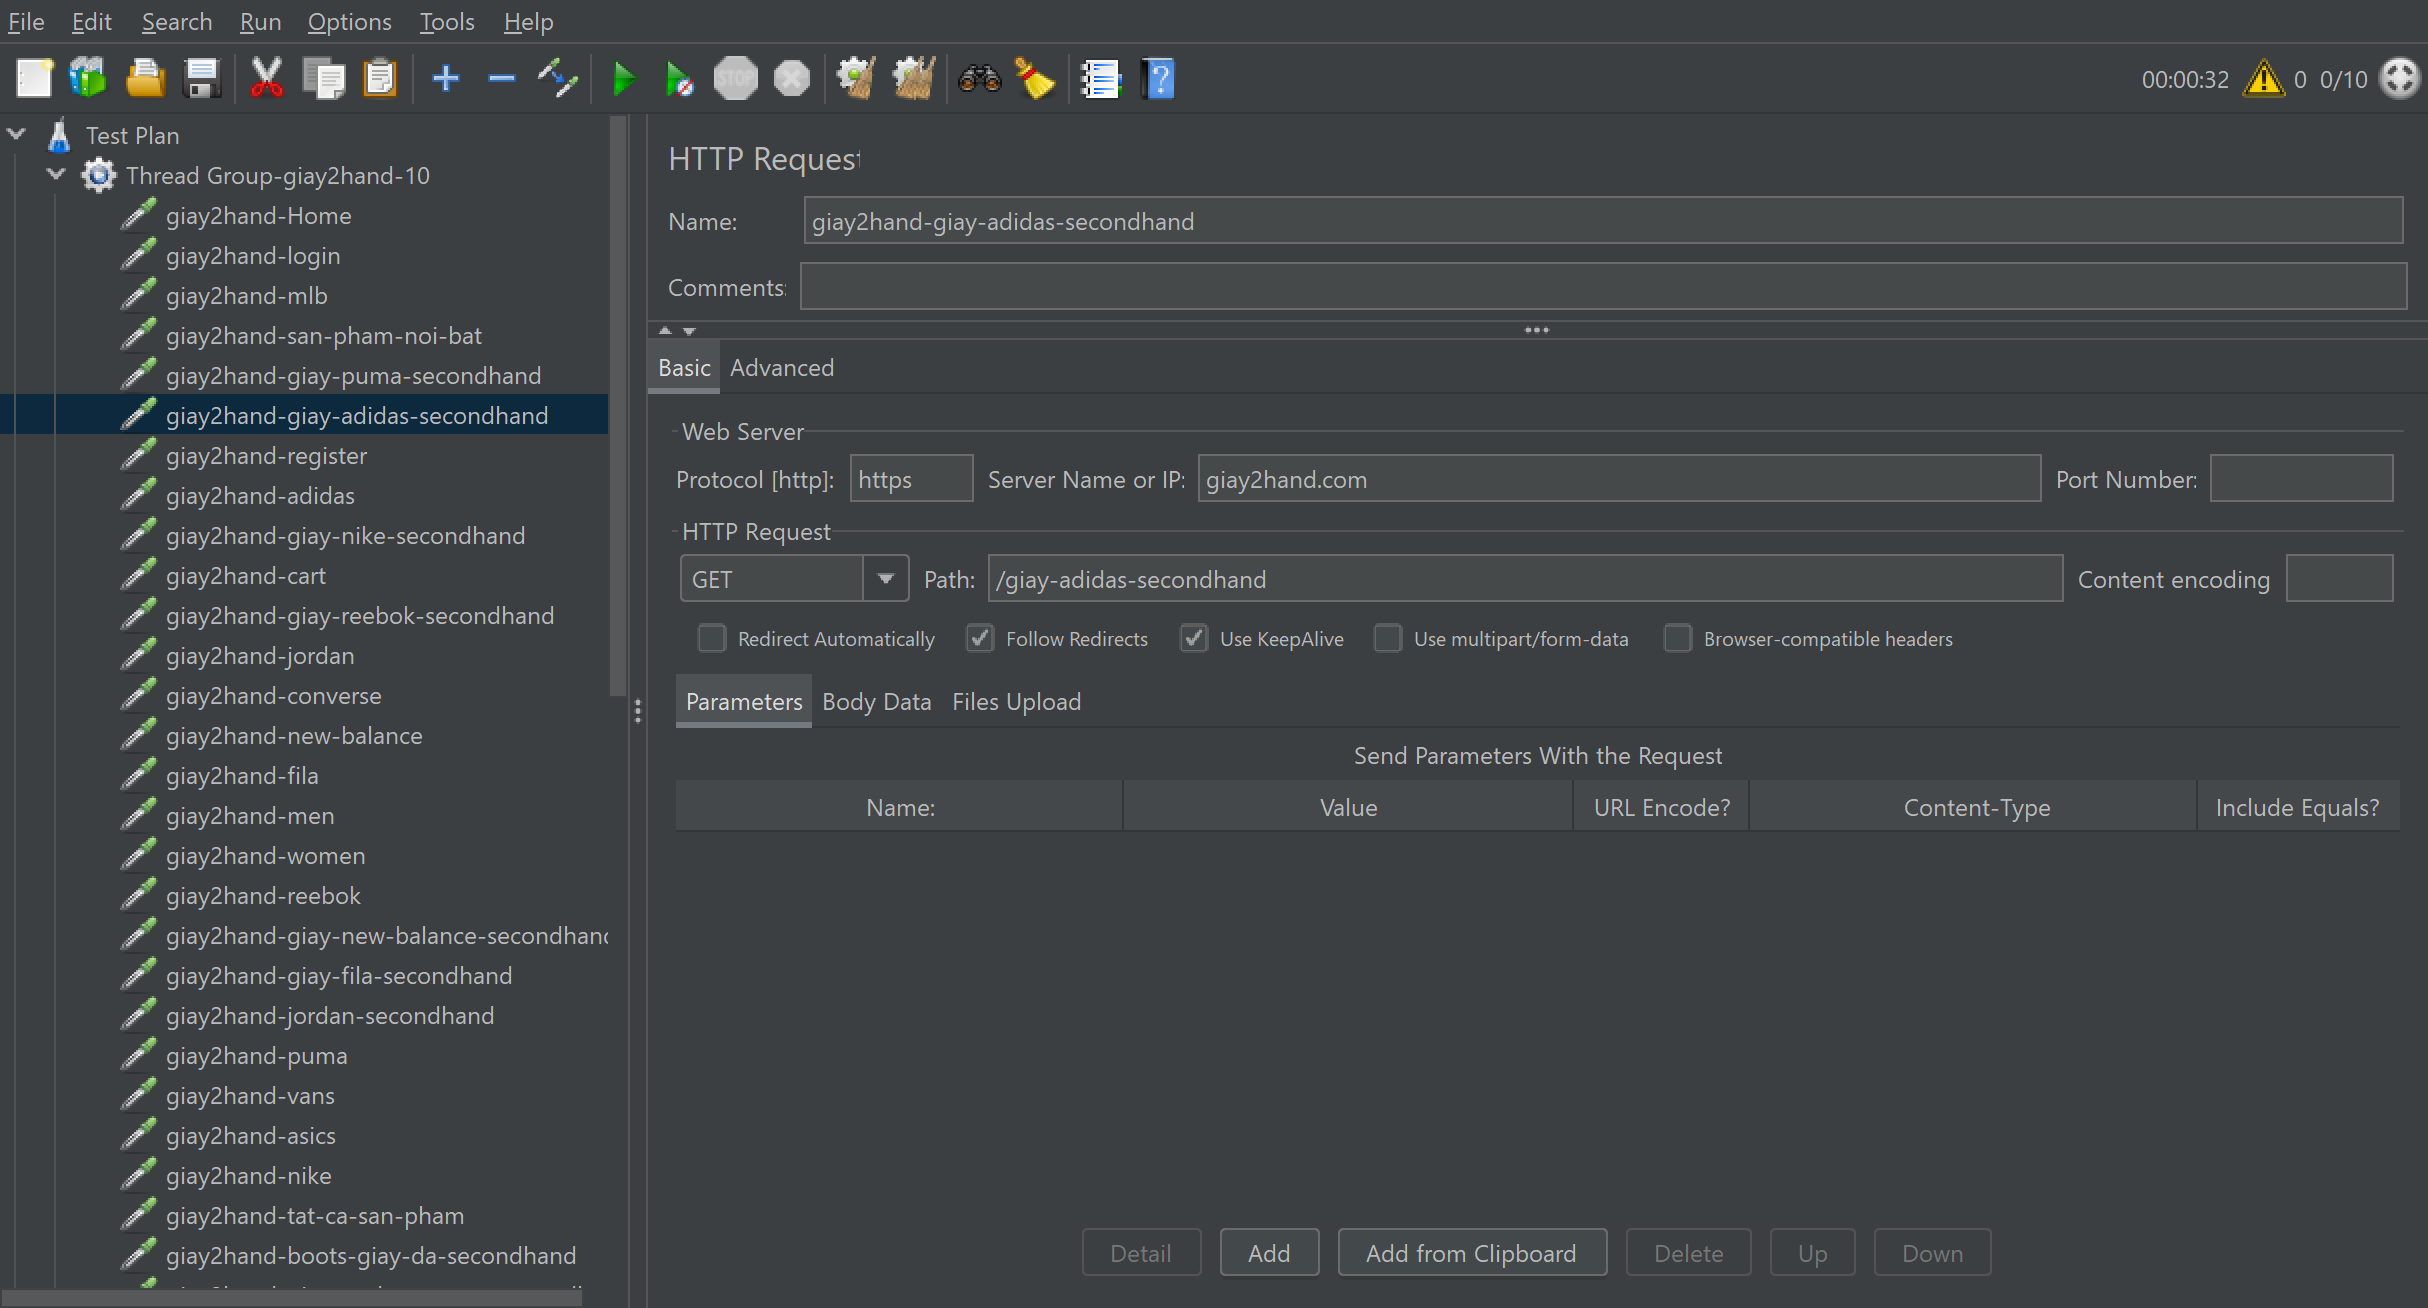 File Edit Search Run Options Tools Help
STOP
00:00:32 0 0/10
Test Plan
Thread Group-giay2hand-10
giay2hand-Home
giay2hand-login
giay2hand-mlb
giay2hand-san-pham-noi-bat
giay2hand-giay-puma-secondhand
giay2hand-giay-adidas-secondhand
giay2hand-register
giay2hand-adidas
giay2hand-giay-nike-secondhand
giay2hand-cart
giay2hand-giay-reebok-secondhand
giay2hand-jordan
giay2hand-converse
giay2hand-new-balance
giay2hand-fila
giay2hand-men
giay2hand-women
giay2hand-reebok
giay2hand-giay-new-balance-secondhand
giay2hand-giay-fila-secondhand
giay2hand-jordan-secondhand
giay2hand-puma
giay2hand-vans
giay2hand-asics
giay2hand-nike
giay2hand-tat-ca-san-pham
giay2hand-boots-giay-da-secondhand
HTTP Request
Name: giay2hand-giay-adidas-secondhand
Comments:
Basic Advanced
Web Server
Protocol [http]: https Server Name or IP: giay2hand.com Port Number:
HTTP Request
GET Path: /giay-adidas-secondhand Content encoding
Redirect Automatically Follow Redirects Use KeepAlive Use multipart/form-data Browser-compatible headers
Parameters Body Data Files Upload
Send Parameters With the Request
Name: Value URL Encode? Content-Type Include Equals?
Detail Add Add from Clipboard Delete Up Down